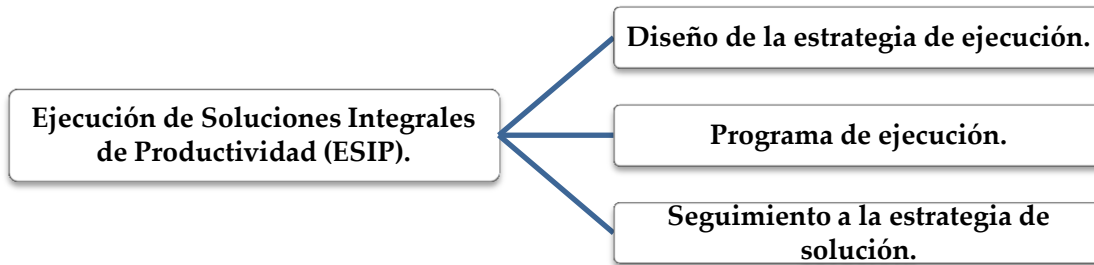 Diseño de la estrategia de ejecución.
Ejecución de Soluciones Integrales
de Productividad (ESIP).
Programa de ejecución.
Seguimiento a la estrategia de
solución.